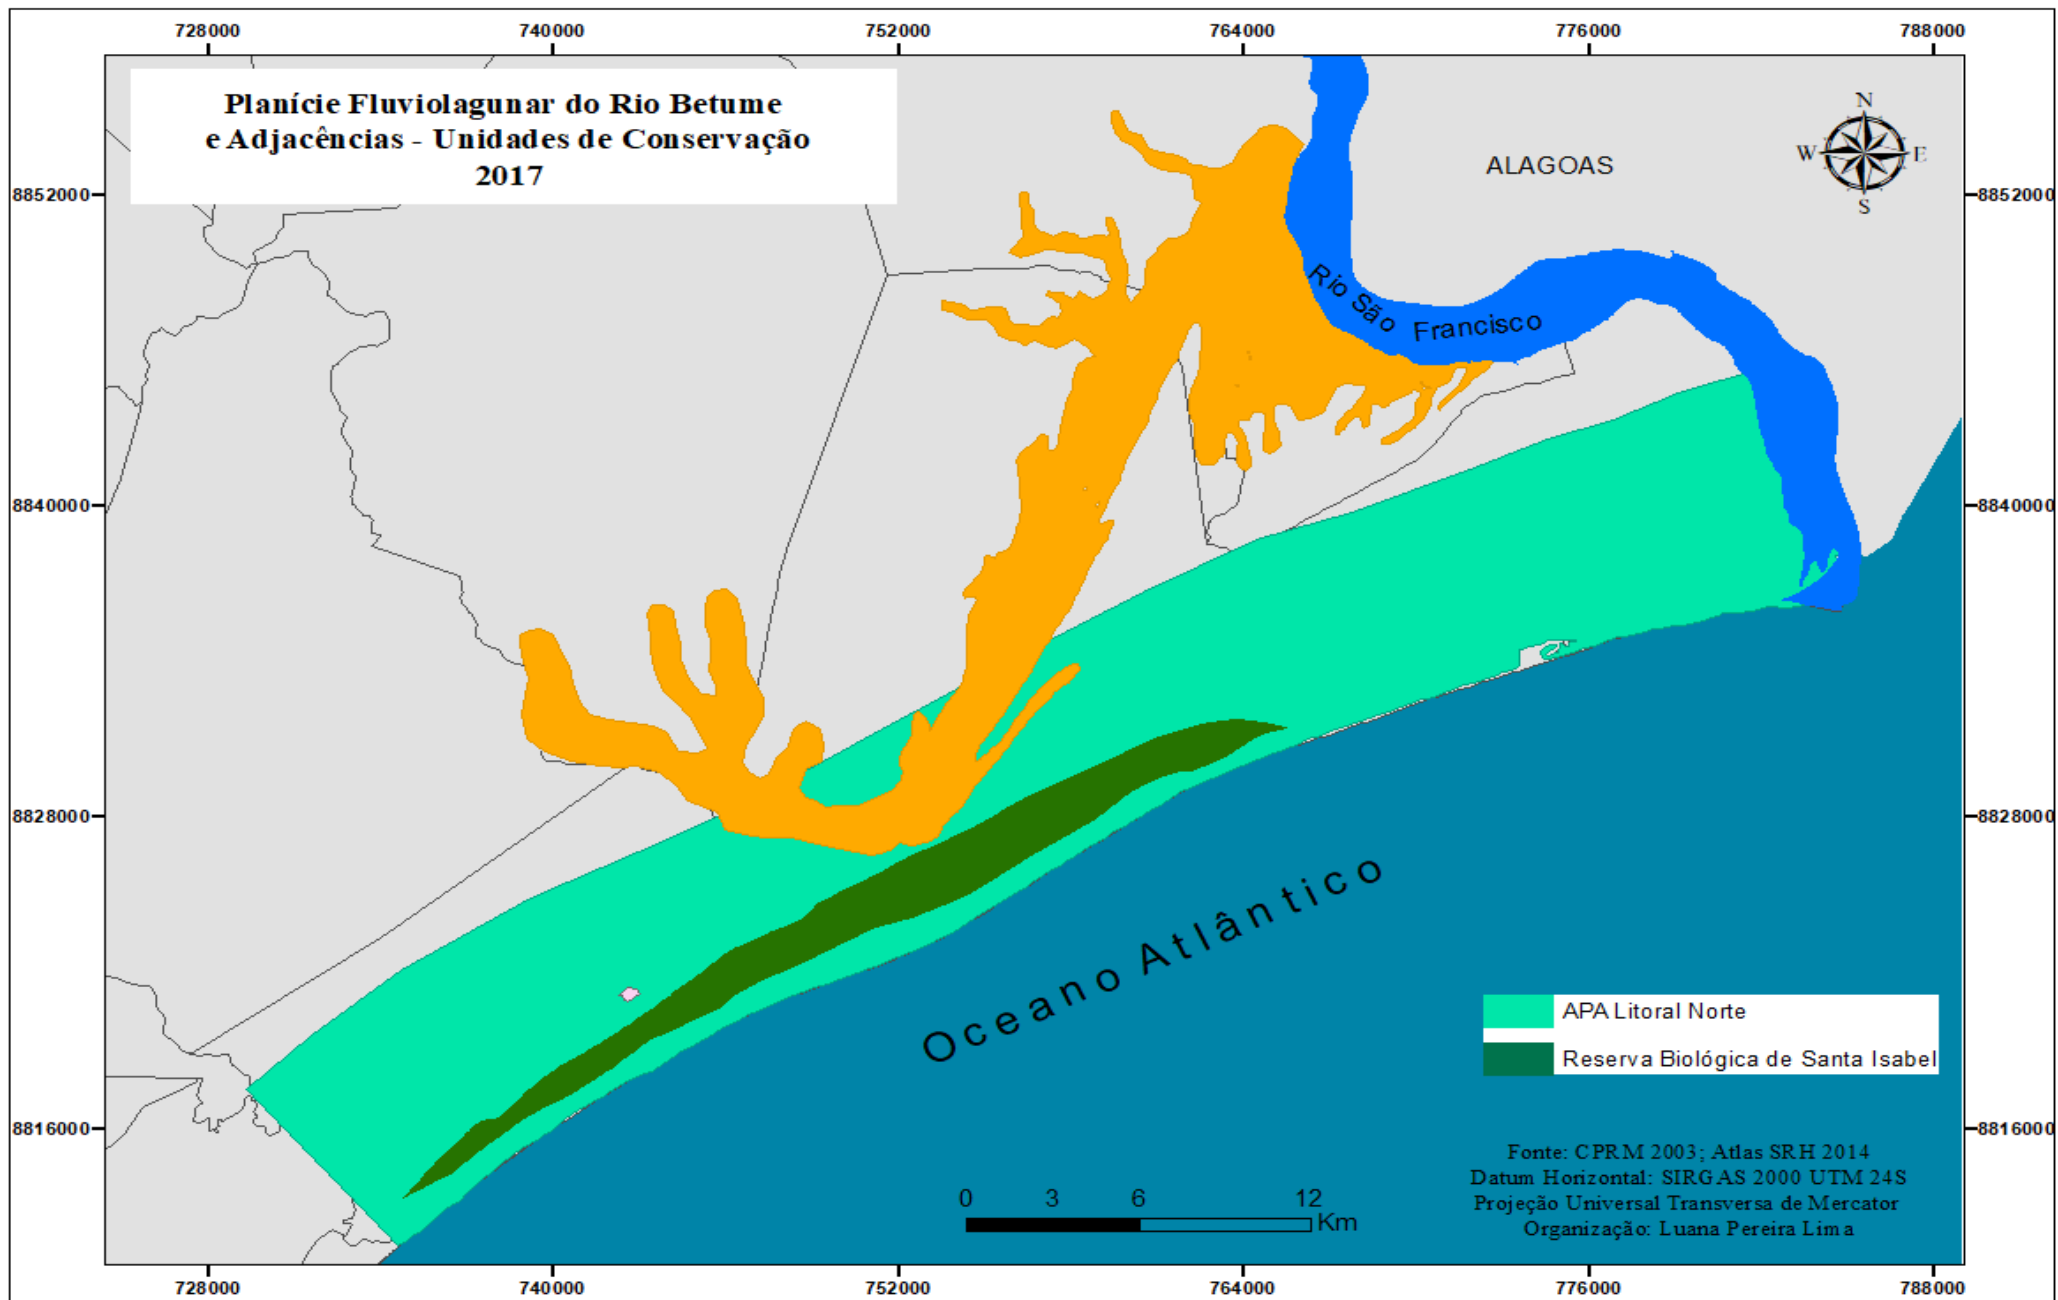 728000 740000 752000 764000 776000 788000
Planície Fluviolagunar do Rio Betume
e Adjacências - Unidades de Conservação
2017
N
W E
S
ALAGOAS
8852000 8852000
Rio São Francisco
8840000 8840000
8828000 8828000
Oceano Atlântico
APA Litoral Norte
Reserva Biológica de Santa Isabel
8816000 8816000
Fonte: CPRM 2003; Atlas SRH 2014
Datum Horizontal: SIRGAS 2000 UTM 24S
Projeção Universal Transversa de Mercator
Organização: Luana Pereira Lima
0 3 6 12
Km
728000 740000 752000 764000 776000 788000